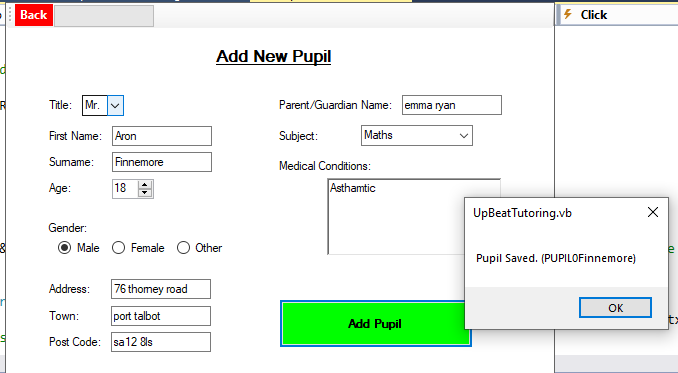 Back
Click
Add New Pupil
Title: Mr.
First Name: Aron
Surname: Finnemore
Age: 18
Gender:
Male Female Other
Address: 76 thorney road
Town: port talbot
Post Code: sa12 8ls
Parent/Guardian Name: emma ryan
Subject: Maths
Medical Conditions:
Asthamtic
Add Pupil
UpBeatTutoring.vb
Pupil Saved. (PUPIL0Finnemore)
OK